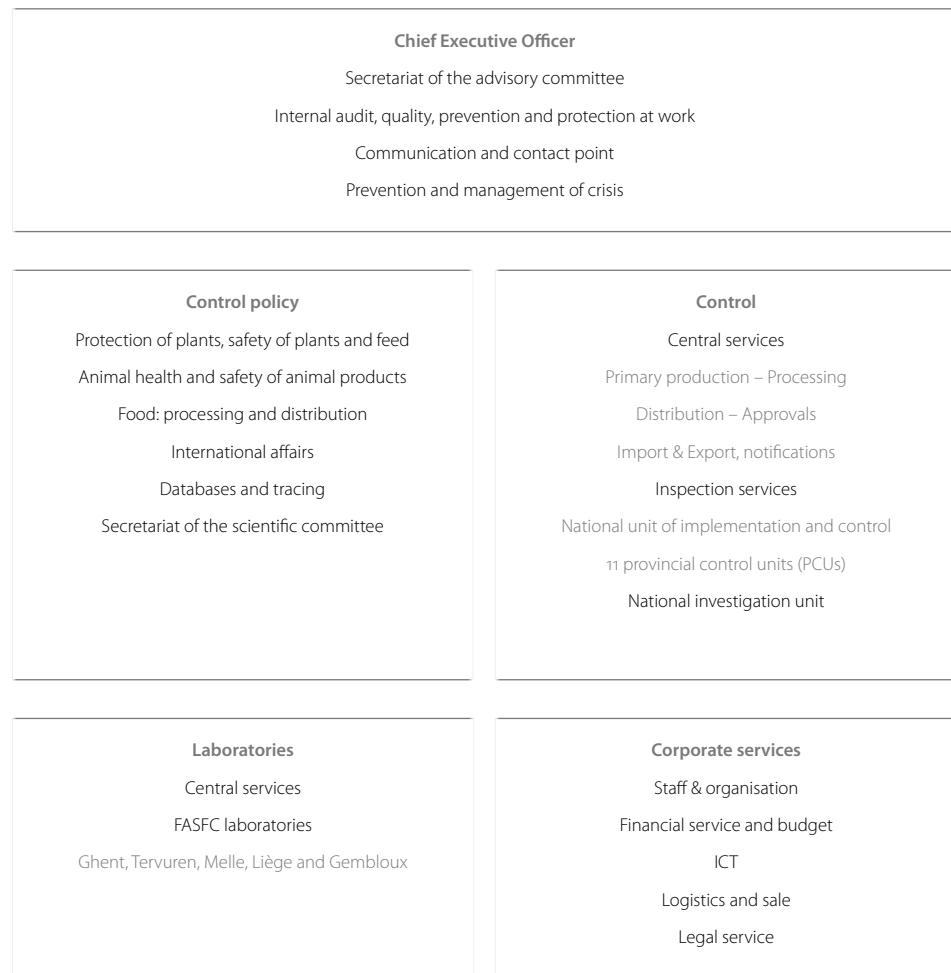 Chief Executive Officer
Secretariat of the advisory committee
Internal audit, quality, prevention and protection at work
Communication and contact point
Prevention and management of crisis
Control policy
Protection of plants, safety of plants and feed
Animal health and safety of animal products
Food: processing and distribution
International affairs
Databases and tracing
Secretariat of the scientific committee
Control
Central services
Primary production – Processing
Distribution – Approvals
Import & Export, notifications
Inspection services
National unit of implementation and control
11 provincial control units (PCUs)
National investigation unit
Laboratories
Central services
FASFC laboratories
Ghent, Tervuren, Melle, Liège and Gembloux
Corporate services
Staff & organisation
Financial service and budget
ICT
Logistics and sale
Legal service